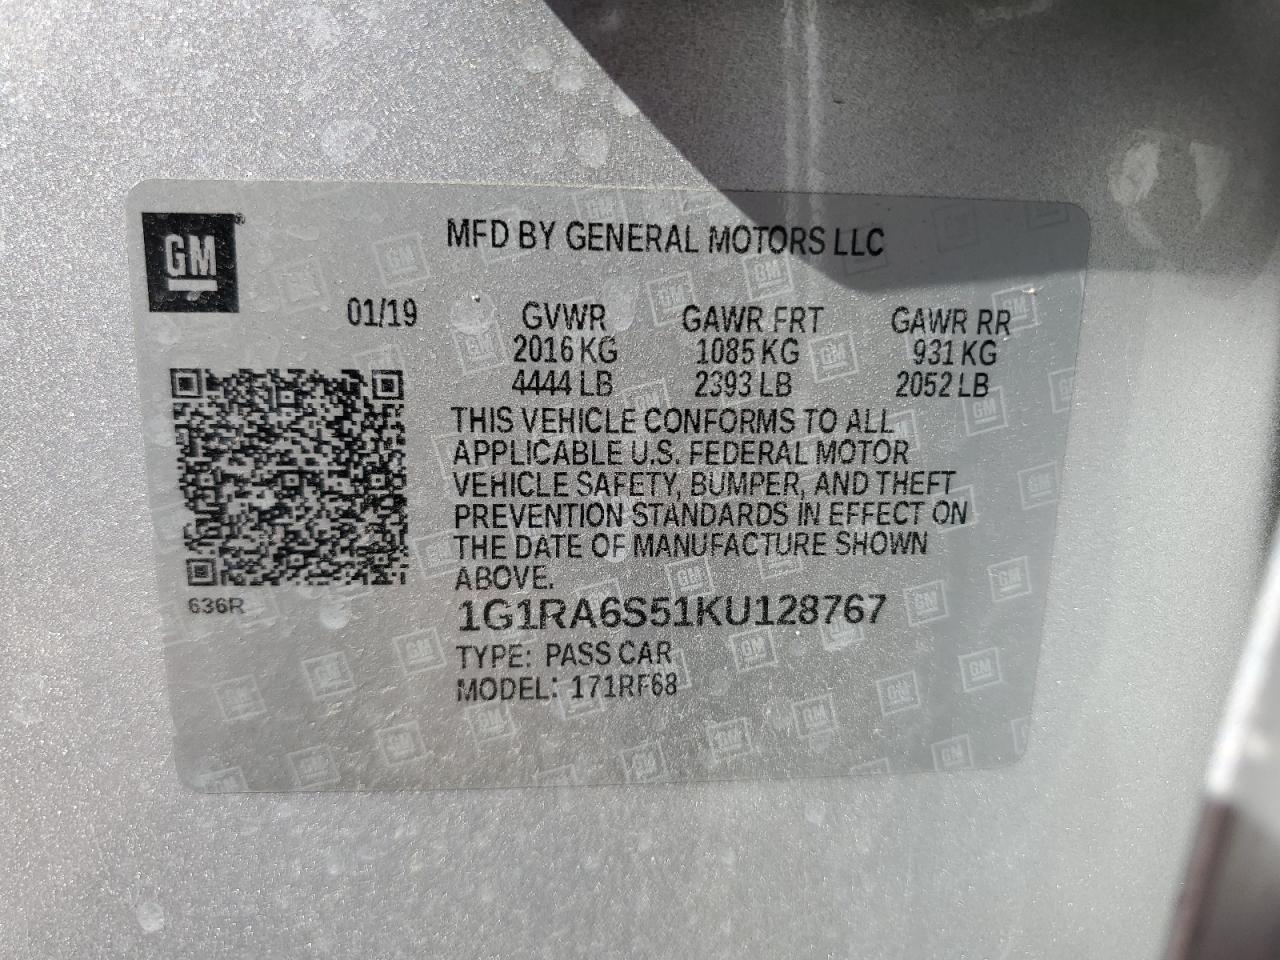 GM
MFD BY GENERAL MOTORS LLC
01/19 GVWR GAWR FRT GAWR RR
2016 KG 1085 KG 931 KG
4444 LB 2393 LB 2052 LB
THIS VEHICLE CONFORMS TO ALL
APPLICABLE U.S. FEDERAL MOTOR
VEHICLE SAFETY, BUMPER, AND THEFT
PREVENTION STANDARDS IN EFFECT ON
THE DATE OF MANUFACTURE SHOWN
ABOVE.
636R
1G1RA6S51KU128767
TYPE: PASS CAR
MODEL: 171RF68